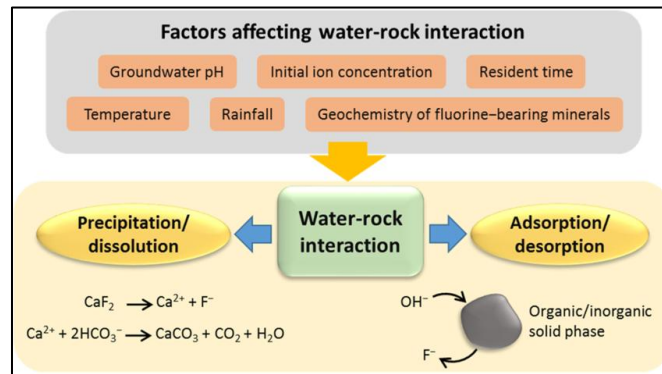 Factors affecting water-rock interaction
Groundwater pH
Initial ion concentration
Resident time
Temperature
Rainfall
Geochemistry of fluorine–bearing minerals
Precipitation/
dissolution
Water-rock
interaction
Adsorption/
desorption
CaF₂ → Ca²⁺ + F⁻
Ca²⁺ + 2HCO₃⁻ → CaCO₃ + CO₂ + H₂O
OH⁻
Organic/inorganic
solid phase
F⁻